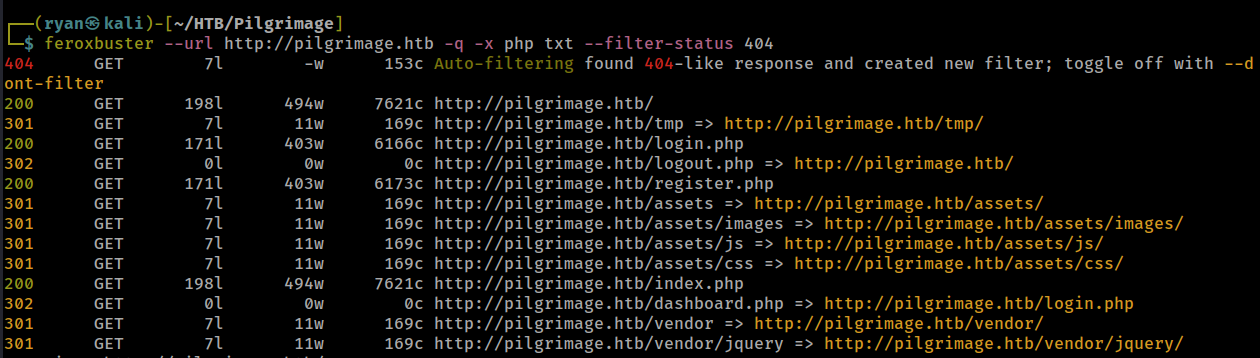 ┌──(ryan㉿kali)-[~/HTB/Pilgrimage]
└─$ feroxbuster --url http://pilgrimage.htb -q -x php txt --filter-status 404
404      GET        7l        -w      153c Auto-filtering found 404-like response and created new filter; toggle off with --d
ont-filter
200      GET      198l      494w     7621c http://pilgrimage.htb/
301      GET        7l       11w      169c http://pilgrimage.htb/tmp => http://pilgrimage.htb/tmp/
200      GET      171l      403w     6166c http://pilgrimage.htb/login.php
302      GET        0l        0w        0c http://pilgrimage.htb/logout.php => http://pilgrimage.htb/
200      GET      171l      403w     6173c http://pilgrimage.htb/register.php
301      GET        7l       11w      169c http://pilgrimage.htb/assets => http://pilgrimage.htb/assets/
301      GET        7l       11w      169c http://pilgrimage.htb/assets/images => http://pilgrimage.htb/assets/images/
301      GET        7l       11w      169c http://pilgrimage.htb/assets/js => http://pilgrimage.htb/assets/js/
301      GET        7l       11w      169c http://pilgrimage.htb/assets/css => http://pilgrimage.htb/assets/css/
200      GET      198l      494w     7621c http://pilgrimage.htb/index.php
302      GET        0l        0w        0c http://pilgrimage.htb/dashboard.php => http://pilgrimage.htb/login.php
301      GET        7l       11w      169c http://pilgrimage.htb/vendor => http://pilgrimage.htb/vendor/
301      GET        7l       11w      169c http://pilgrimage.htb/vendor/jquery => http://pilgrimage.htb/vendor/jquery/